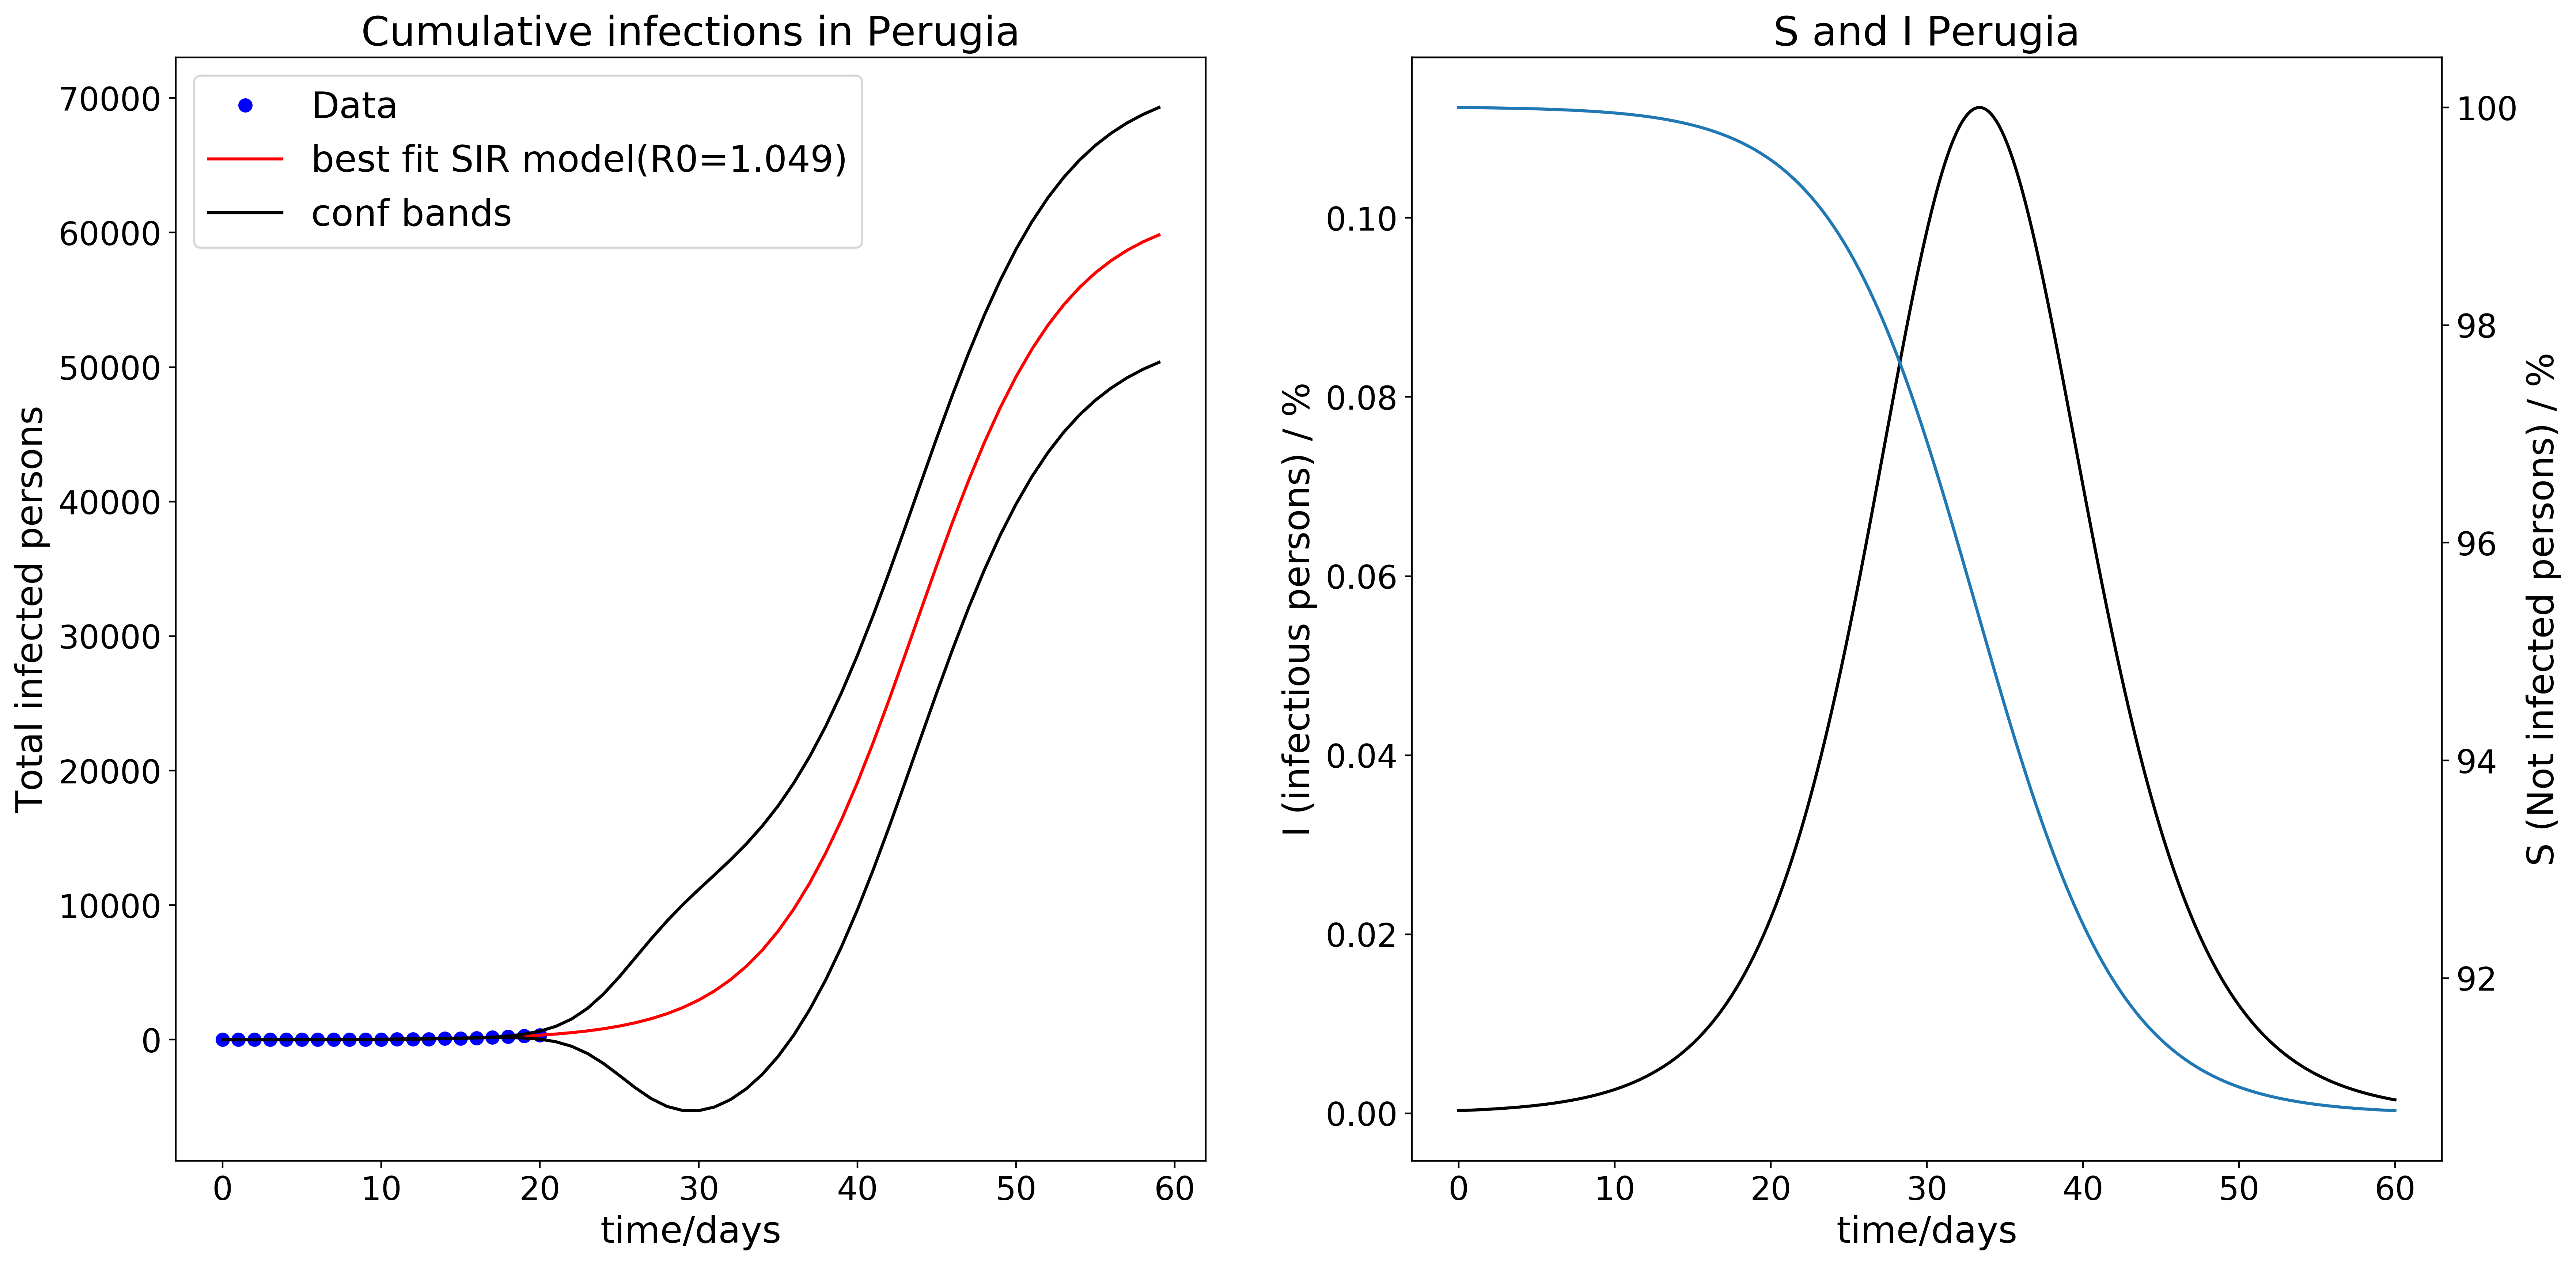 Cumulative infections in Perugia
Data
best fit SIR model(R0=1.049)
conf bands
Total infected persons
70000
60000
50000
40000
30000
20000
10000
0
0 10 20 30 40 50 60
time/days
S and I Perugia
I (infectious persons) / %
0.10
0.08
0.06
0.04
0.02
0.00
0 10 20 30 40 50 60
time/days
100
98
96
94
92
S (Not infected persons) / %